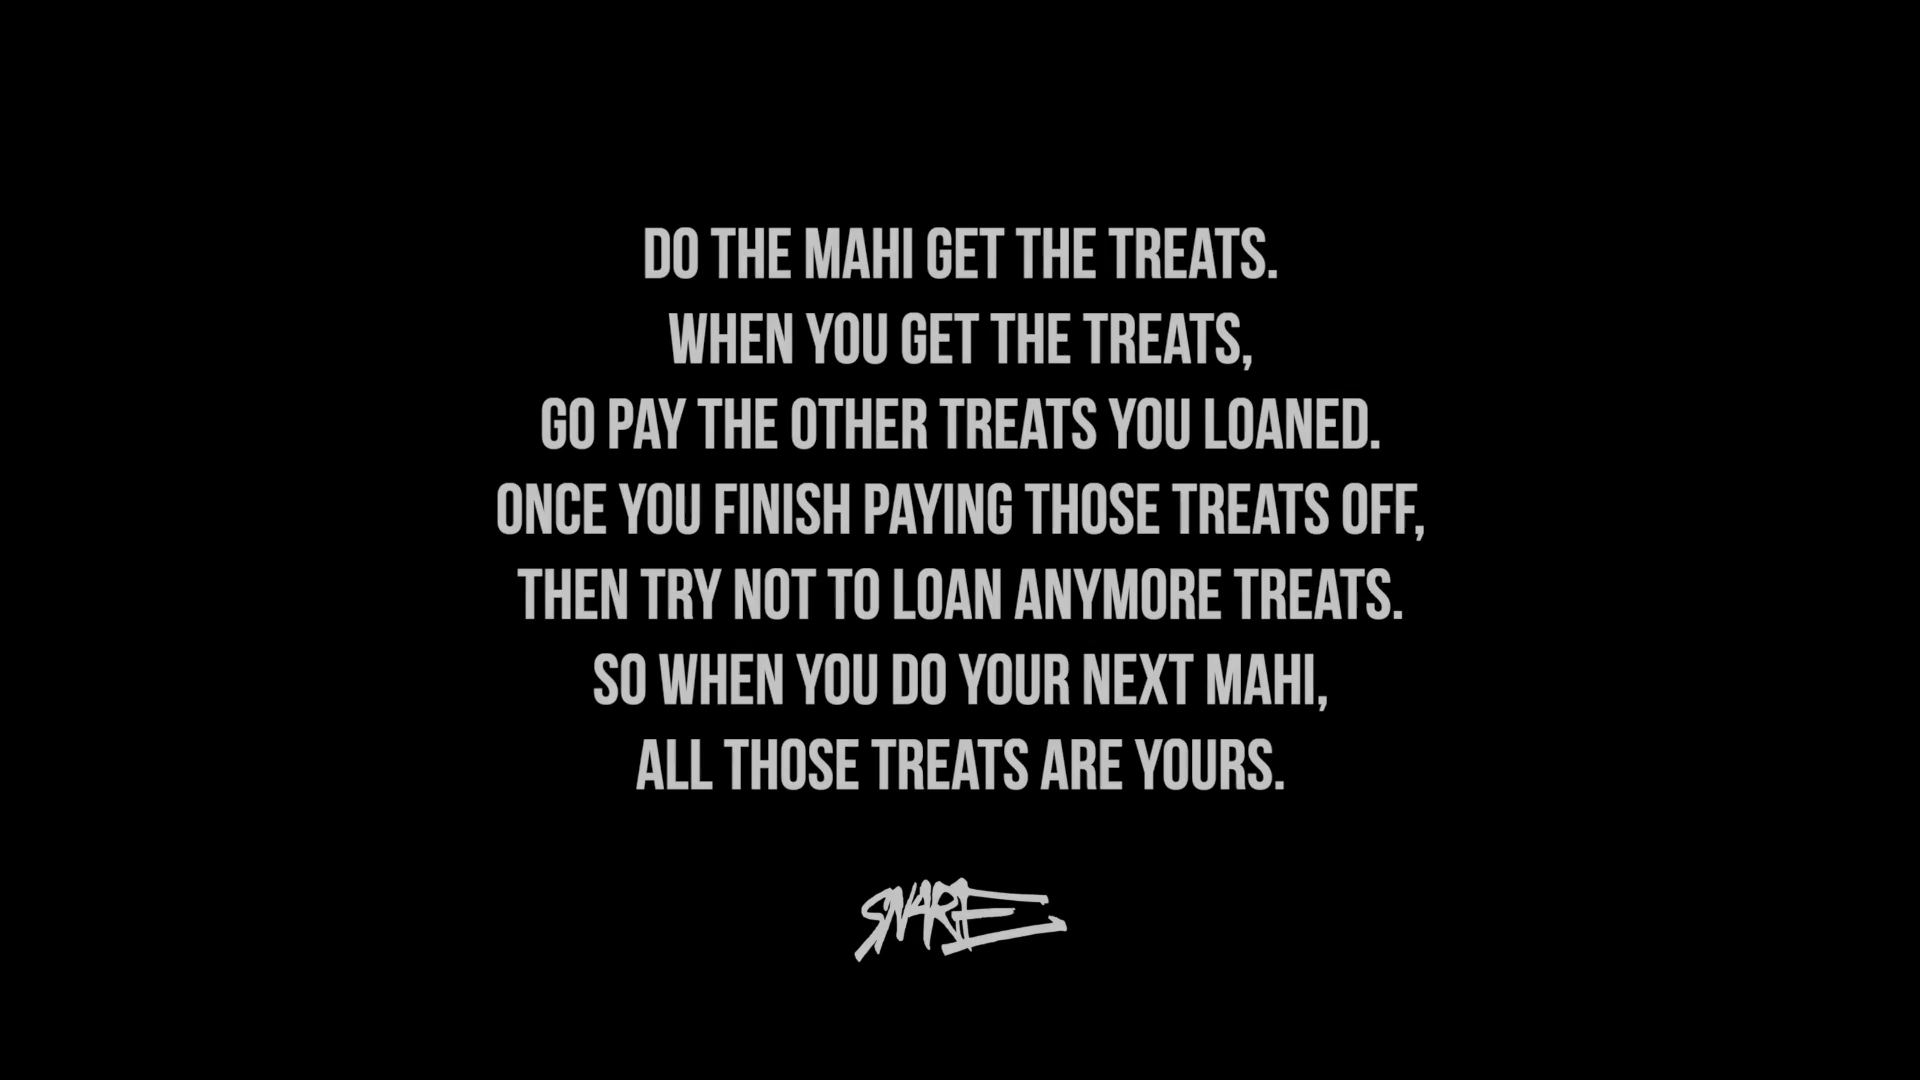 DO THE MAHI GET THE TREATS.
WHEN YOU GET THE TREATS,
GO PAY THE OTHER TREATS YOU LOANED.
ONCE YOU FINISH PAYING THOSE TREATS OFF,
THEN TRY NOT TO LOAN ANYMORE TREATS.
SO WHEN YOU DO YOUR NEXT MAHI,
ALL THOSE TREATS ARE YOURS.
SNARE